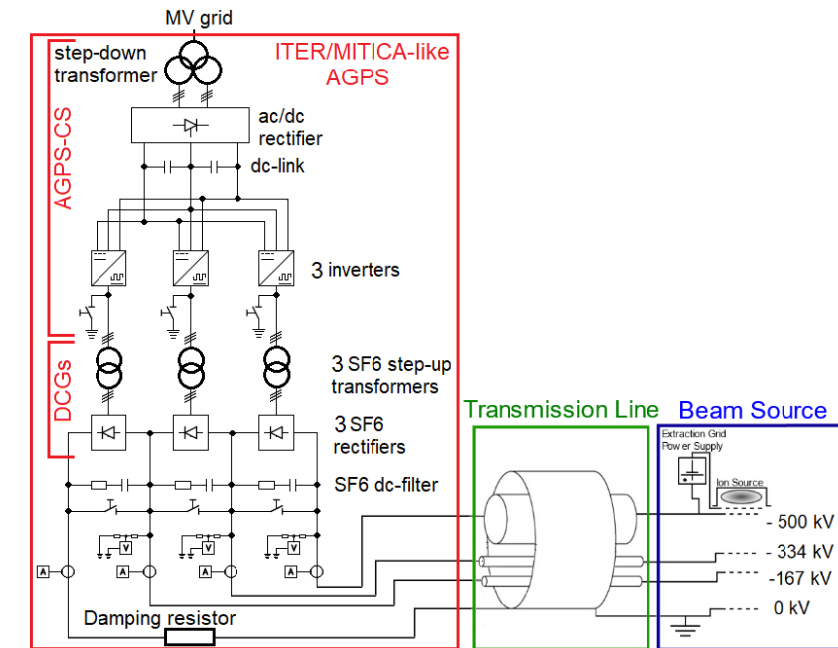 MV grid
step-down
transformer
ITER/MITICA-like
AGPS
AGPS-CS
ac/dc
rectifier
dc-link
3 inverters
DCGs
3 SF6 step-up
transformers
3 SF6
rectifiers
SF6 dc-filter
V
V
V
A
A
A
A
Damping resistor
Transmission Line
Beam Source
Extraction Grid
Power Supply
Ion Source
- 500 kV
- 334 kV
-167 kV
0 kV